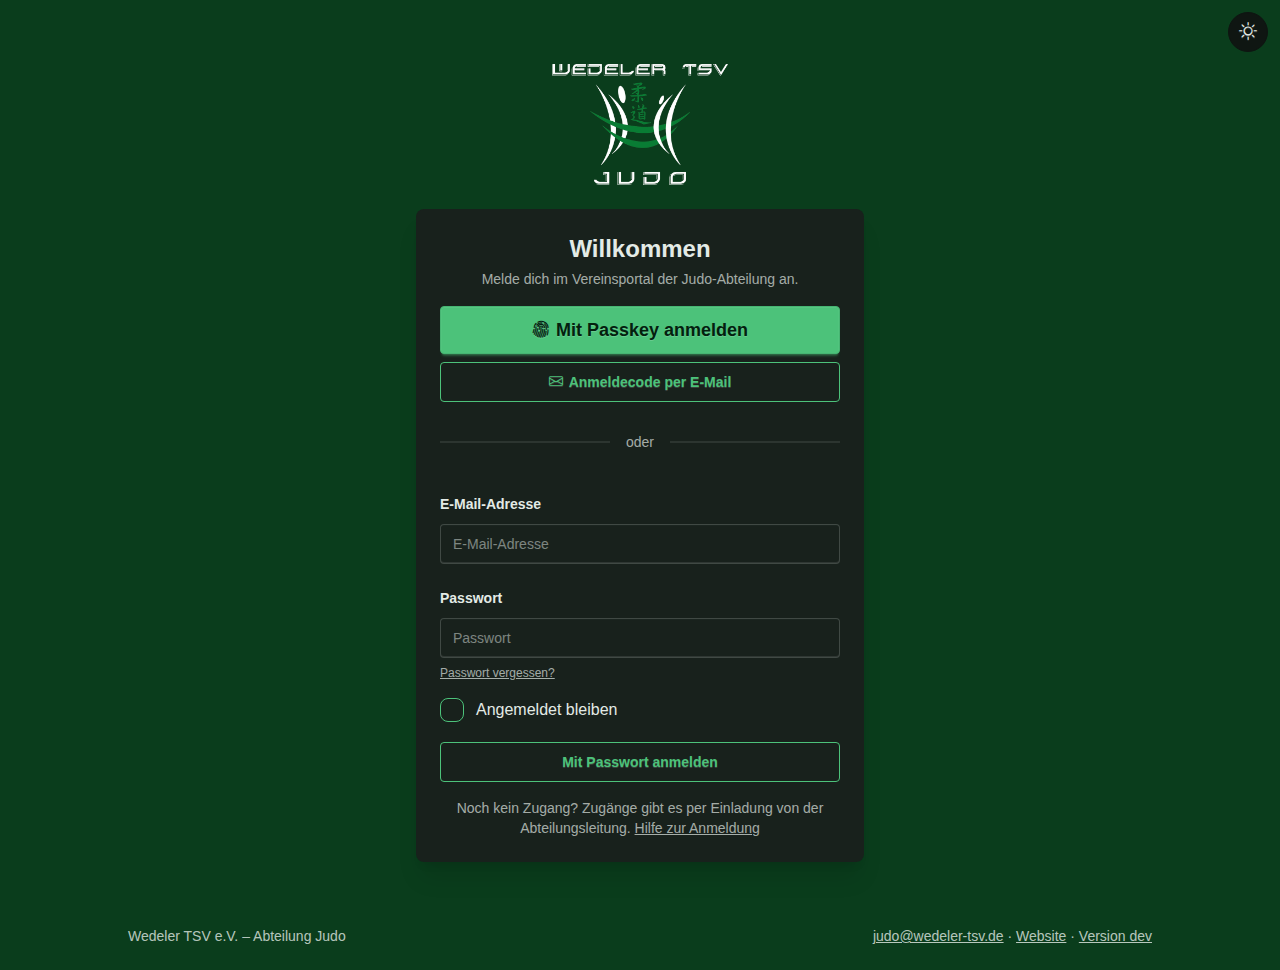 WEDELER TSV
柔
道
JUDO
Willkommen
Melde dich im Vereinsportal der Judo-Abteilung an.
Mit Passkey anmelden
Anmeldecode per E-Mail
oder
E-Mail-Adresse
E-Mail-Adresse
Passwort
Passwort
Passwort vergessen?
Angemeldet bleiben
Mit Passwort anmelden
Noch kein Zugang? Zugänge gibt es per Einladung von der
Abteilungsleitung. Hilfe zur Anmeldung
Wedeler TSV e.V. – Abteilung Judo
judo@wedeler-tsv.de · Website · Version dev